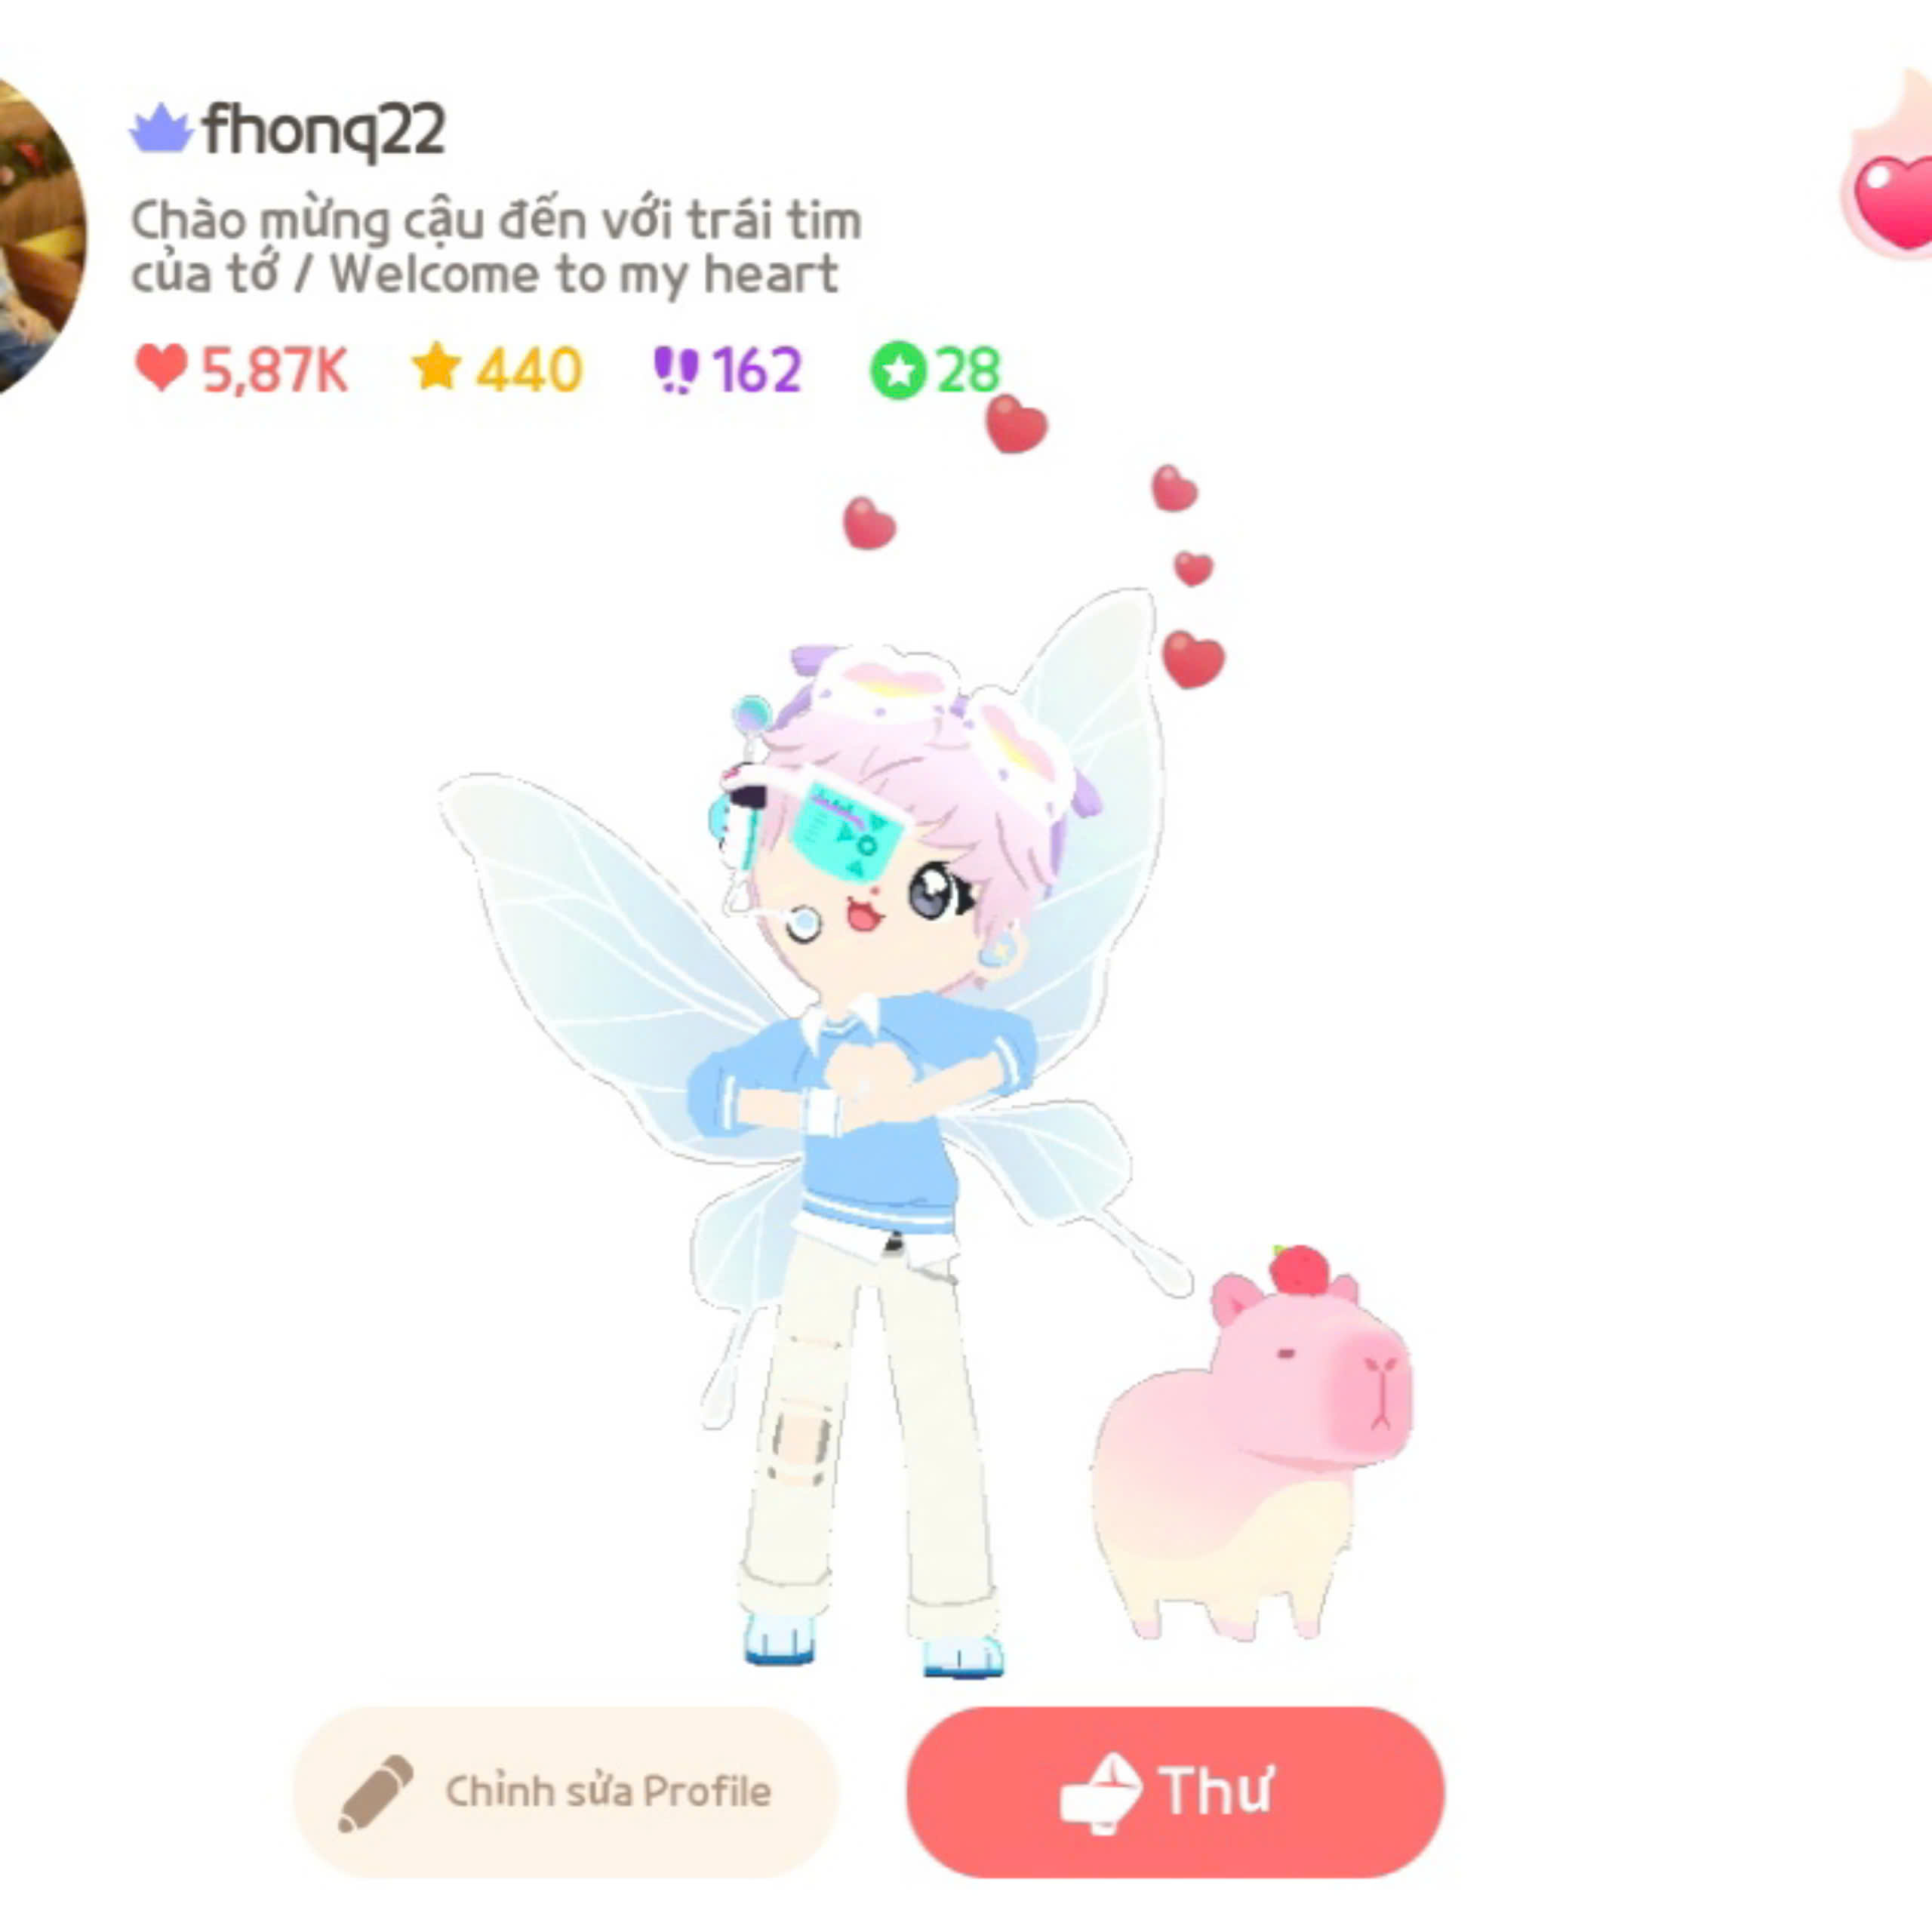 fhonq22
Chào mừng cậu đến với trái tim
của tớ / Welcome to my heart
5,87K 440 162 28
Chỉnh sửa Profile
Thư